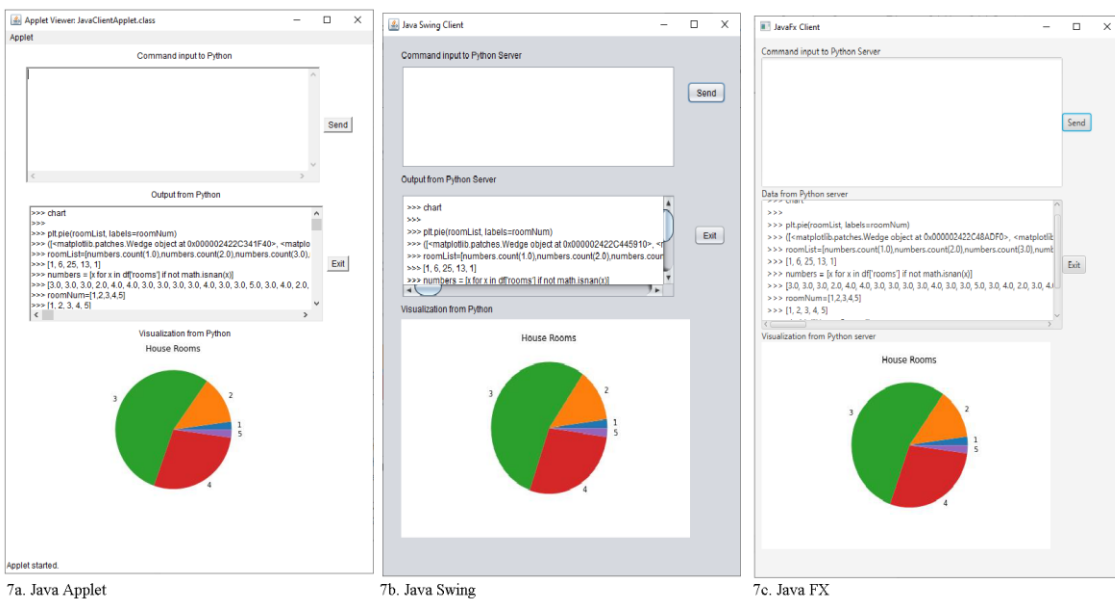 Applet Viewer: JavaClientApplet.class
Applet
Command input to Python
Send
Output from Python
>>> chart
>>>
>>> plt.pie(roomList, labels=roomNum)
>>> ([<matplotlib.patches.Wedge object at 0x000002422C341F40>, <matplo
>>> roomList=[numbers.count(1.0),numbers.count(2.0),numbers.count(3.0),
>>> [1, 6, 25, 13, 1]
>>> numbers = [x for x in df['rooms'] if not math.isnan(x)]
>>> [3.0, 3.0, 3.0, 2.0, 4.0, 4.0, 3.0, 3.0, 3.0, 3.0, 4.0, 3.0, 3.0, 5.0, 3.0, 4.0, 2.0,
>>> roomNum=[1,2,3,4,5]
>>> [1, 2, 3, 4, 5]
Exit
Visualization from Python
House Rooms
3
2
1
5
4
Applet started.
7a. Java Applet
Java Swing Client
Command input to Python Server
Send
Output from Python Server
>>> chart
>>>
>>> plt.pie(roomList, labels=roomNum)
>>> ([<matplotlib.patches.Wedge object at 0x000002422C445910>, <
>>> roomList=[numbers.count(1.0),numbers.count(2.0),numbers.coun
>>> [1, 6, 25, 13, 1]
>>> numbers = [x for x in df['rooms'] if not math.isnan(x)]
Exit
Visualization from Python
House Rooms
3
2
1
5
4
7b. Java Swing
JavaFx Client
Command input to Python Server
Send
Data from Python server
>>> chart
>>>
>>> plt.pie(roomList, labels=roomNum)
>>> ([<matplotlib.patches.Wedge object at 0x000002422C48ADF0>, <matplotlib
>>> roomList=[numbers.count(1.0),numbers.count(2.0),numbers.count(3.0),numb
>>> [1, 6, 25, 13, 1]
>>> numbers = [x for x in df['rooms'] if not math.isnan(x)]
>>> [3.0, 3.0, 3.0, 2.0, 4.0, 4.0, 3.0, 3.0, 3.0, 3.0, 4.0, 3.0, 3.0, 5.0, 3.0, 4.0, 2.0, 3.0, 4.
>>> roomNum=[1,2,3,4,5]
>>> [1, 2, 3, 4, 5]
Exit
Visualization from Python server
House Rooms
3
2
1
5
4
7c. Java FX